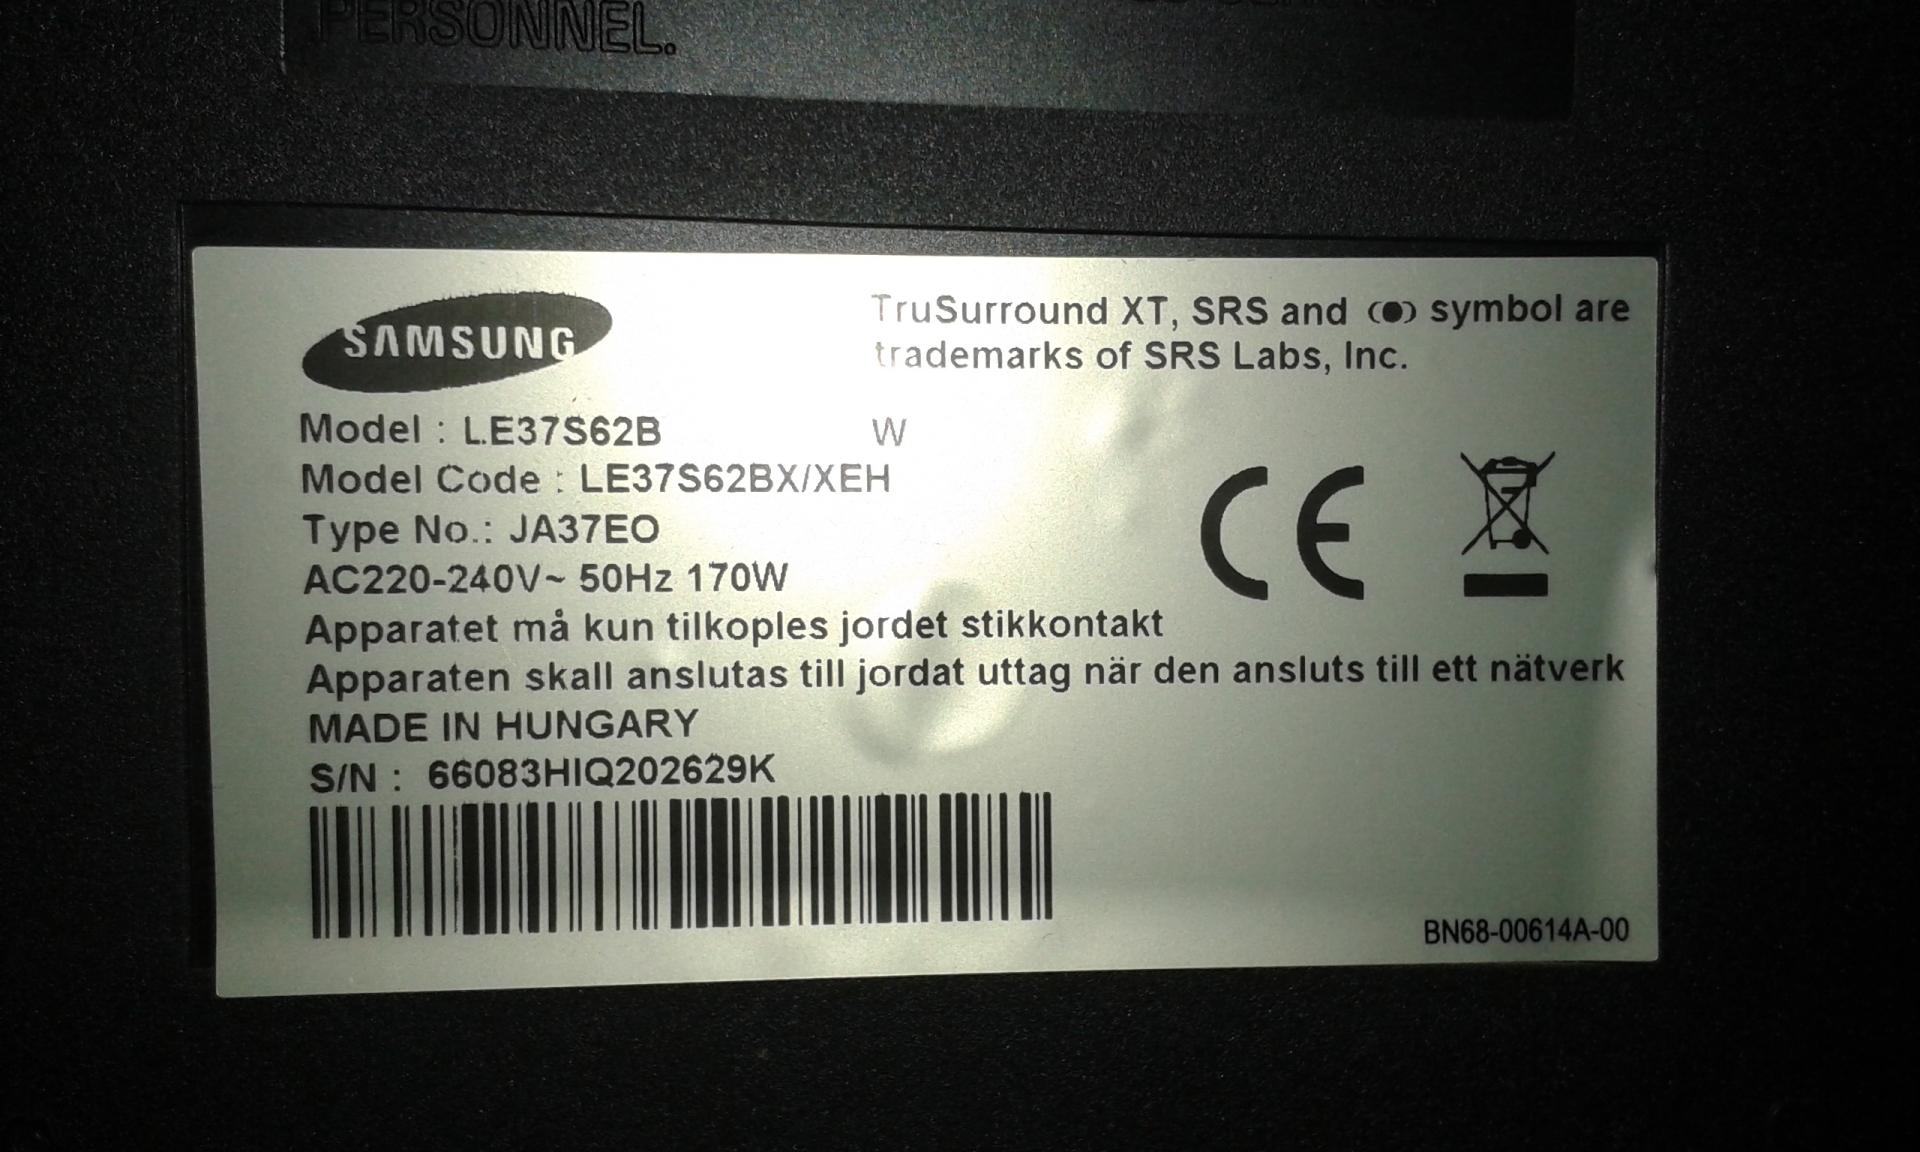 PERSONNEL.
SAMSUNG
TruSurround XT, SRS and (●) symbol are
trademarks of SRS Labs, Inc.
Model : LE37S62B W
Model Code : LE37S62BX/XEH
Type No.: JA37EO
AC220-240V~ 50Hz 170W
Apparatet må kun tilkoples jordet stikkontakt
Apparaten skall anslutas till jordat uttag när den ansluts till ett nätverk
MADE IN HUNGARY
S/N : 66083HIQ202629K
CE
BN68-00614A-00